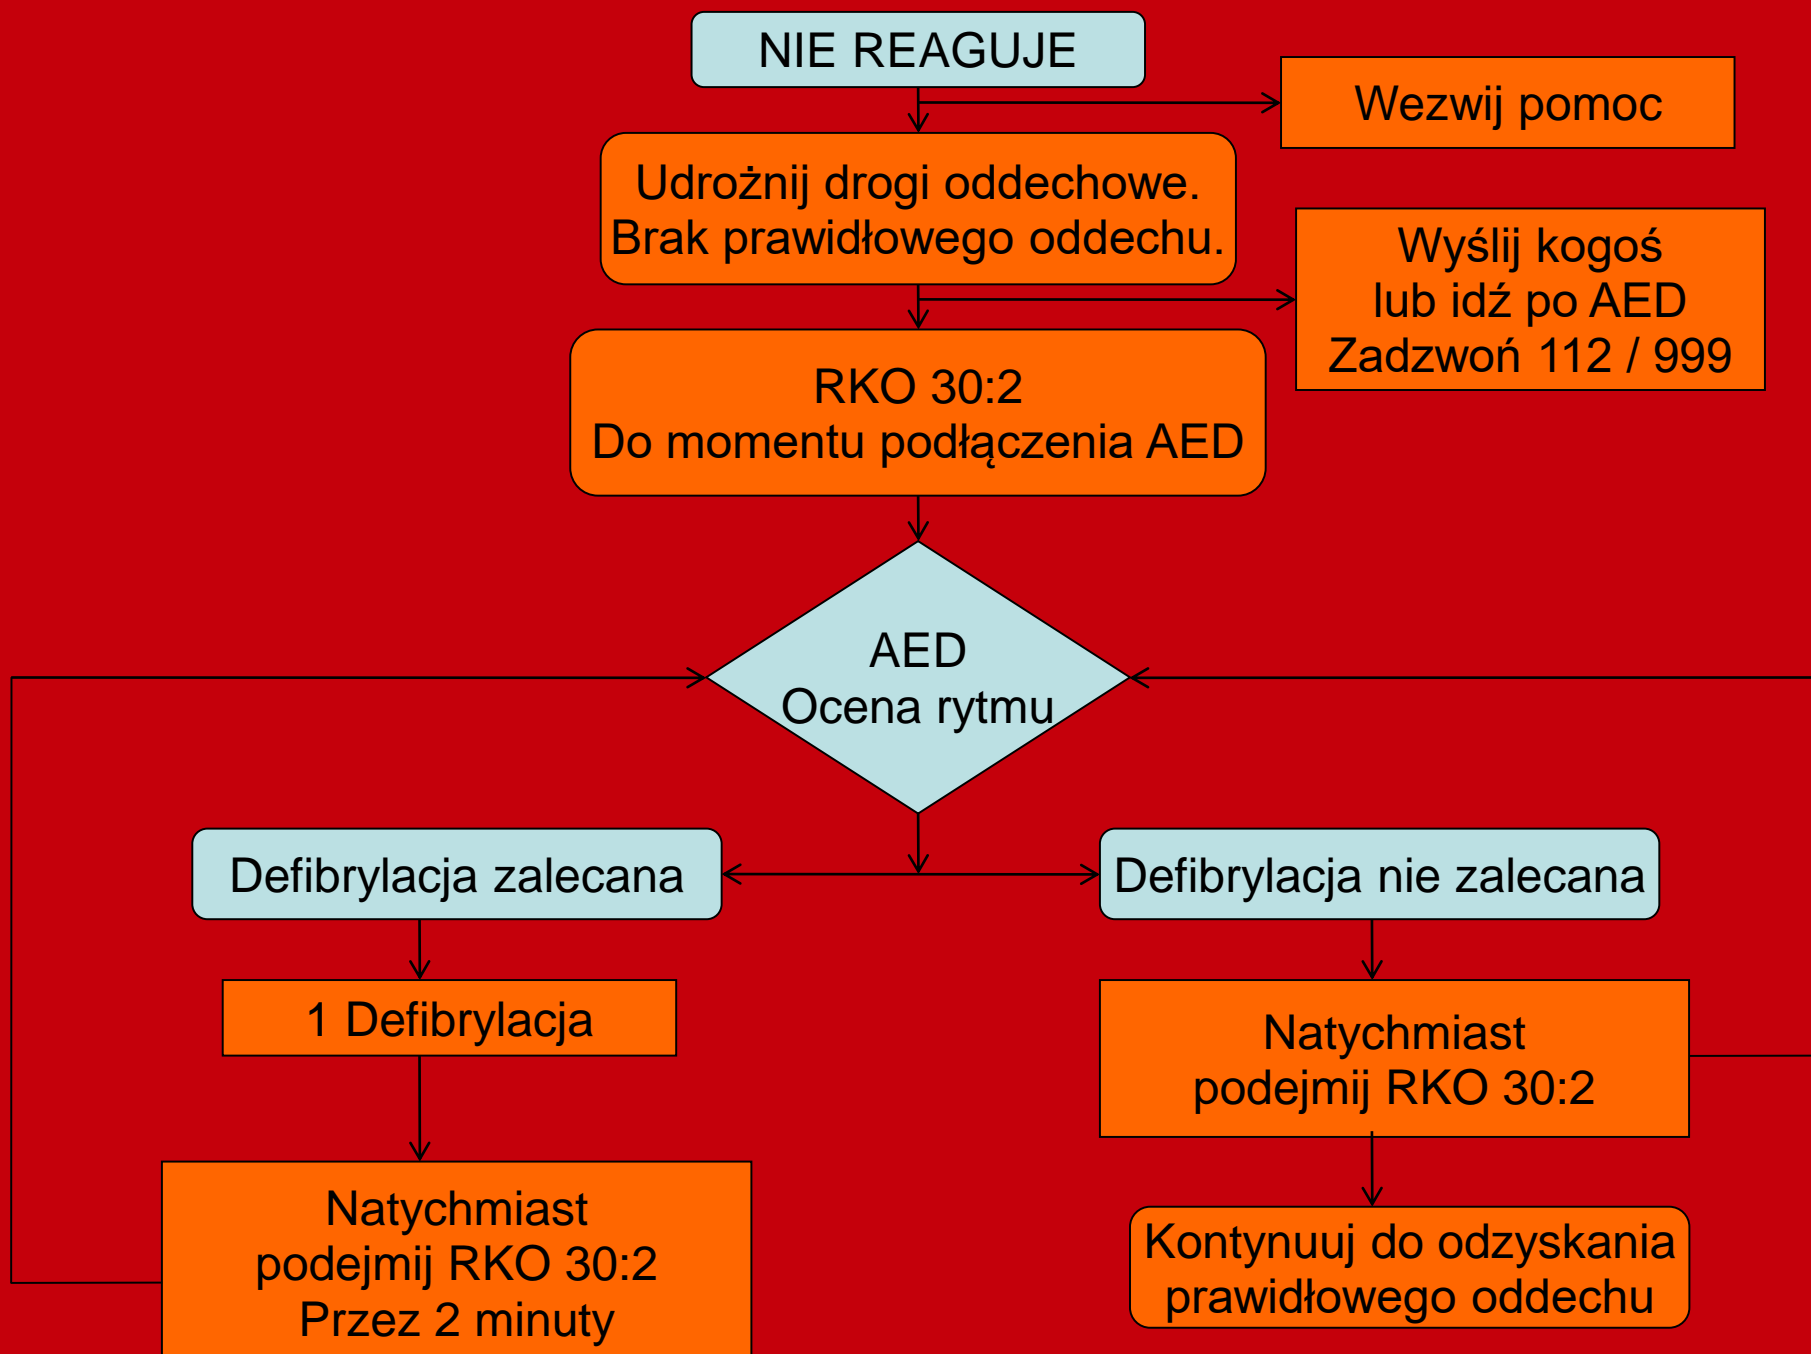 NIE REAGUJE
Wezwij pomoc
Udrożnij drogi oddechowe.
Brak prawidłowego oddechu.
Wyślij kogoś
lub idź po AED
Zadzwoń 112 / 999
RKO 30:2
Do momentu podłączenia AED
AED
Ocena rytmu
Defibrylacja zalecana
Defibrylacja nie zalecana
1 Defibrylacja
Natychmiast
podejmij RKO 30:2
Natychmiast
podejmij RKO 30:2
Przez 2 minuty
Kontynuuj do odzyskania
prawidłowego oddechu